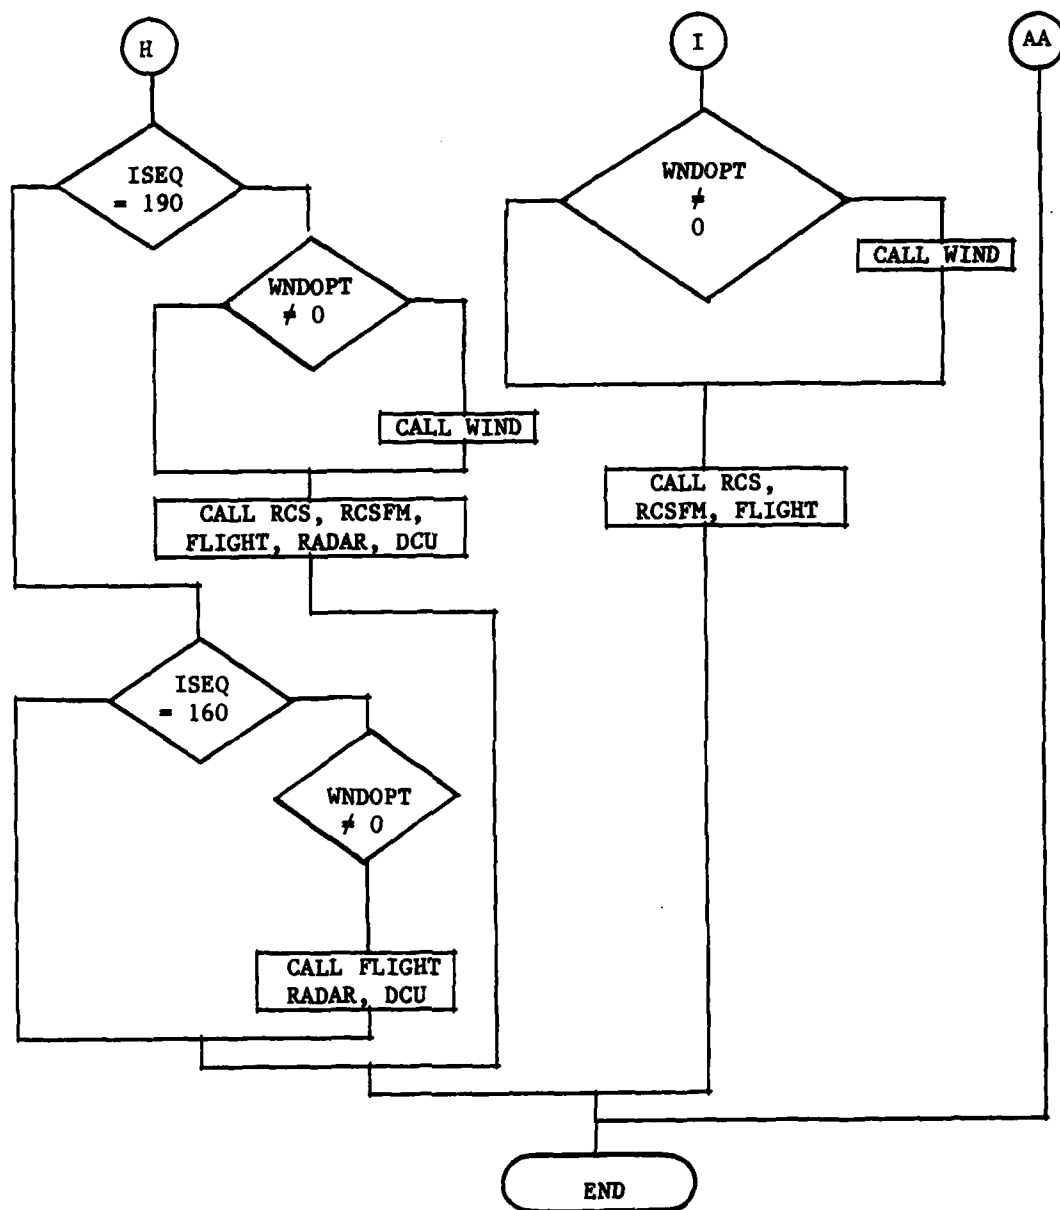 H
I
AA
ISEQ
= 190
WNDOPT
≠ 0
CALL WIND
CALL RCS, RCSFM,
FLIGHT, RADAR, DCU
ISEQ
= 160
WNDOPT
≠ 0
CALL FLIGHT
RADAR, DCU
WNDOPT
≠
0
CALL WIND
CALL RCS,
RCSFM, FLIGHT
END